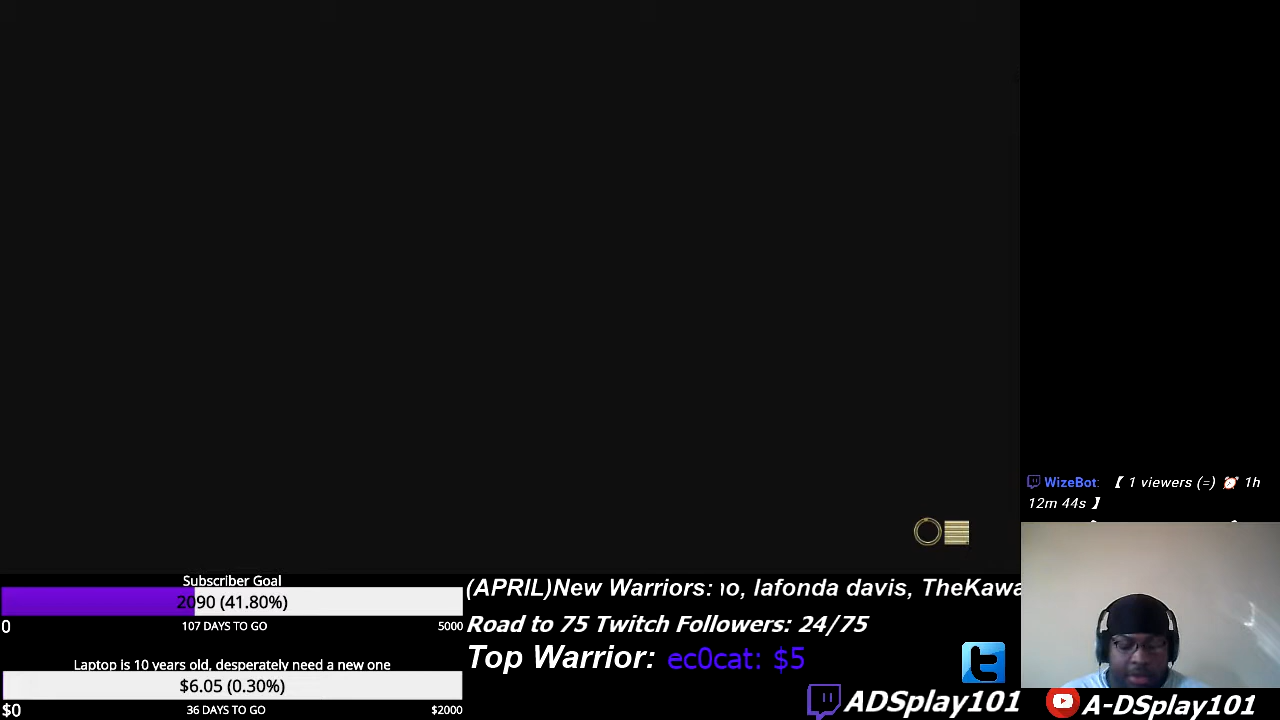 WizeBot: 【 1 viewers (=) ⏰ 1h
12m 44s 】
Subscriber Goal
2090 (41.80%)
0 107 DAYS TO GO 5000
Laptop is 10 years old, desperately need a new one
$6.05 (0.30%)
$0 36 DAYS TO GO $2000
(APRIL)New Warriors: lafonda davis, TheKawa
Road to 75 Twitch Followers: 24/75
Top Warrior: ec0cat: $5
ADSplay101
A-DSplay101